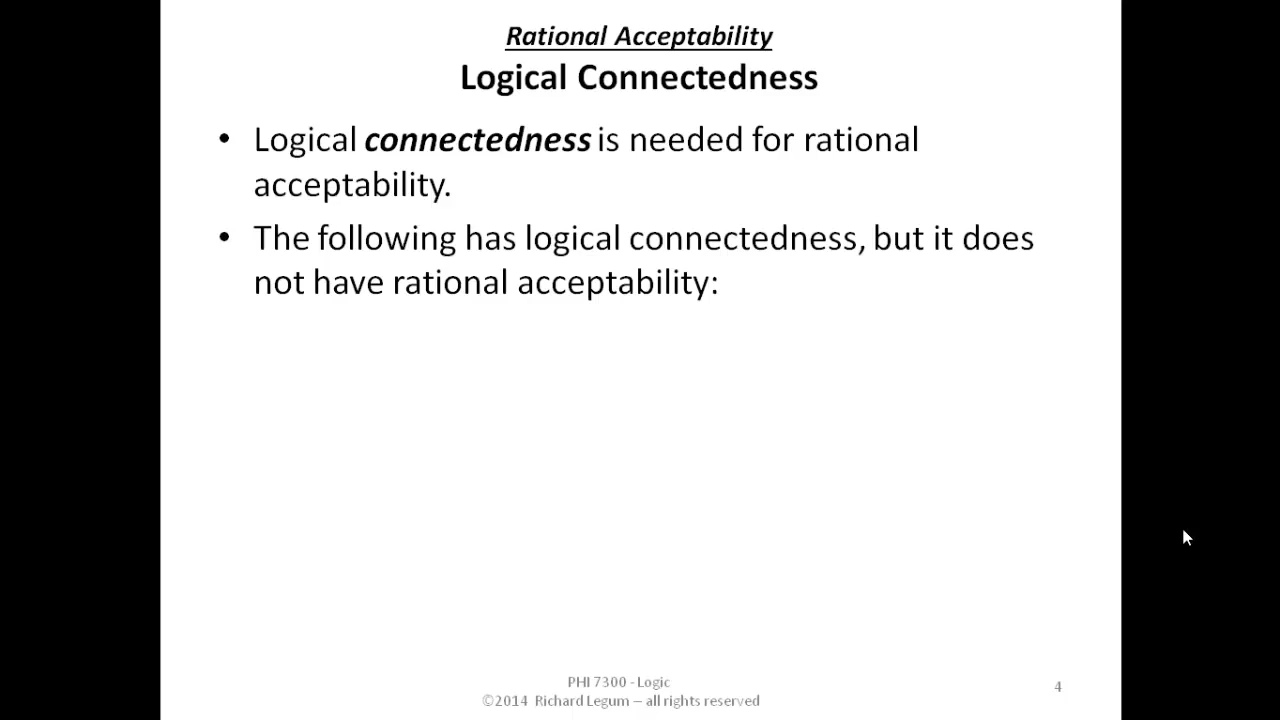 Rational Acceptability
Logical Connectedness
• Logical connectedness is needed for rational
acceptability.
• The following has logical connectedness, but it does
not have rational acceptability:
PHI 7300 - Logic
©2014 Richard Legum – all rights reserved
4